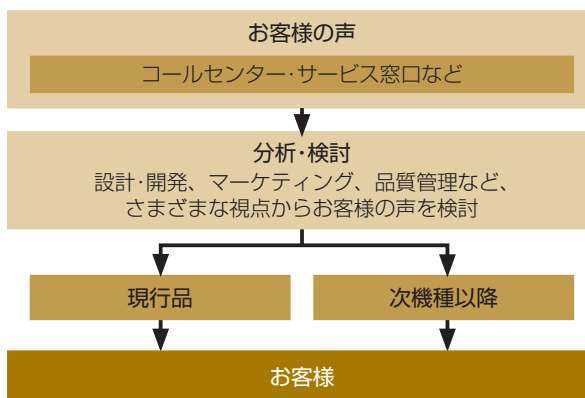 お客様の声
コールセンター・サービス窓口など
分析・検討
設計・開発、マーケティング、品質管理など、
さまざまな視点からお客様の声を検討
現行品
次機種以降
お客様